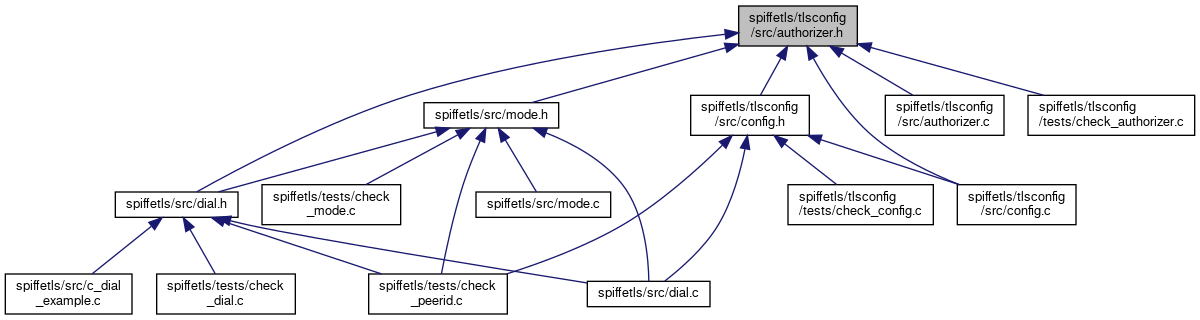 spiffetls/tlsconfig
/src/authorizer.h
spiffetls/src/mode.h
spiffetls/tlsconfig
/src/config.h
spiffetls/tlsconfig
/src/authorizer.c
spiffetls/tlsconfig
/tests/check_authorizer.c
spiffetls/src/dial.h
spiffetls/tests/check
_mode.c
spiffetls/src/mode.c
spiffetls/tlsconfig
/tests/check_config.c
spiffetls/tlsconfig
/src/config.c
spiffetls/src/c_dial
_example.c
spiffetls/tests/check
_dial.c
spiffetls/tests/check
_peerid.c
spiffetls/src/dial.c